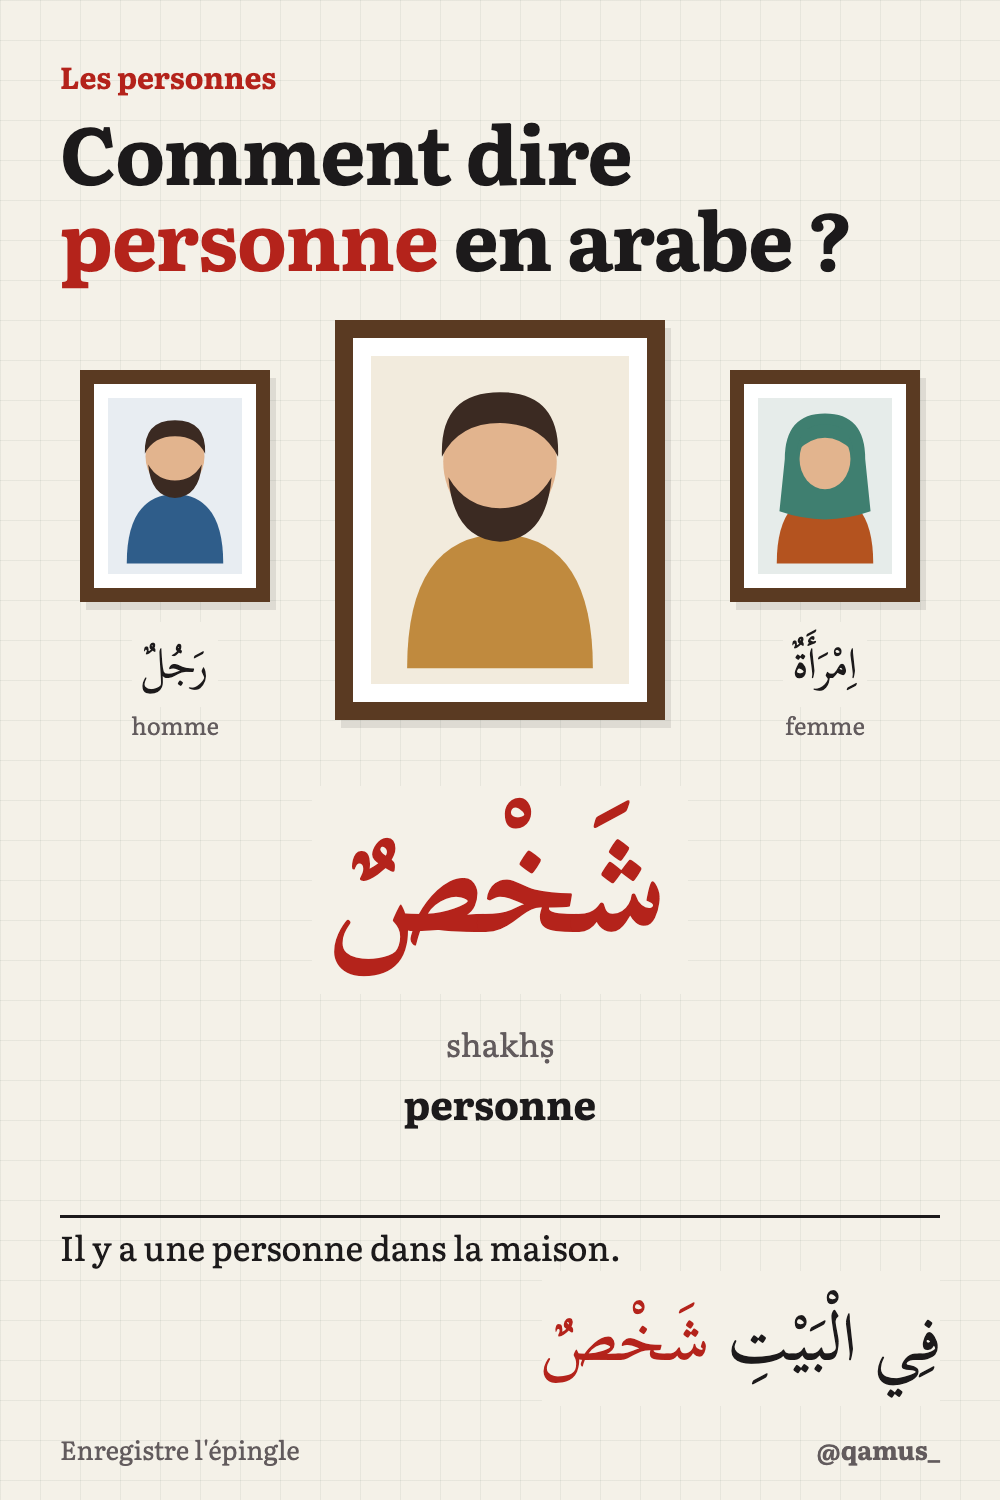 Les personnes
Comment dire
personne en arabe ?
رَجُلٌ
homme
اِمْرَأَةٌ
femme
شَخْصٌ
shakhṣ
personne
Il y a une personne dans la maison.
فِي الْبَيْتِ شَخْصٌ
Enregistre l'épingle
@qamus_